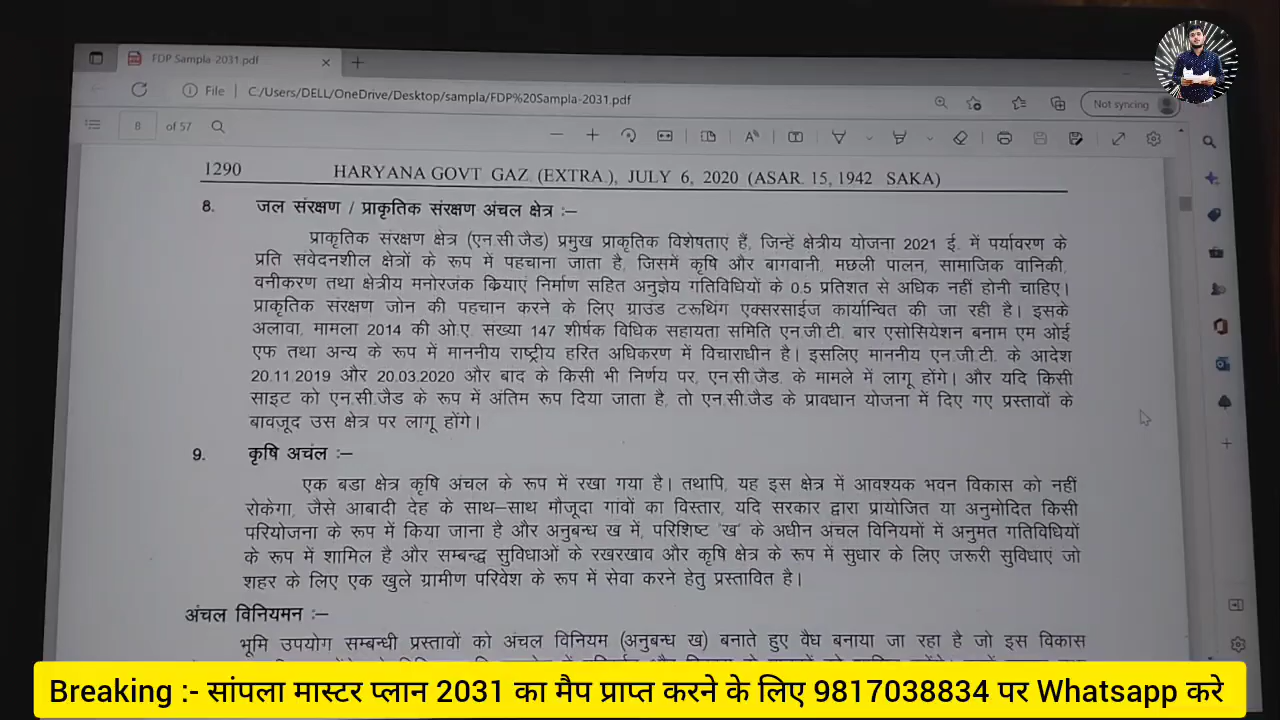 FDP Sampla-2031.pdf
File C:/Users/DELL/OneDrive/Desktop/sampla/FDP%20Sampla-2031.pdf
Not syncing
8 of 57
1290 HARYANA GOVT GAZ (EXTRA.), JULY 6, 2020 (ASAR. 15, 1942 SAKA)
8. जल संरक्षण / प्राकृतिक संरक्षण अंचल क्षेत्र :–
प्राकृतिक संरक्षण क्षेत्र (एन.सी.जैड) प्रमुख प्राकृतिक विशेषताएं हैं, जिन्हें क्षेत्रीय योजना 2021 ई. में पर्यावरण के
प्रति संवेदनशील क्षेत्रों के रूप में पहचाना जाता है, जिसमें कृषि और बागवानी, मछली पालन, सामाजिक वानिकी,
वनीकरण तथा क्षेत्रीय मनोरजंक क्रियाएं निर्माण सहित अनुज्ञेय गतिविधियों के 0.5 प्रतिशत से अधिक नहीं होनी चाहिए।
प्राकृतिक संरक्षण जोन की पहचान करने के लिए ग्राउंड टरूथिंग एक्सरसाईज कार्यान्वित की जा रही है। इसके
अलावा, मामला 2014 की ओ.ए. संख्या 147 शीर्षक विधिक सहायता समिति एन.जी.टी. बार एसोसियेशन बनाम एम ओई
एफ तथा अन्य के रूप में माननीय राष्ट्रीय हरित अधिकरण में विचाराधीन है। इसलिए माननीय एन.जी.टी. के आदेश
20.11.2019 और 20.03.2020 और बाद के किसी भी निर्णय पर, एन.सी.जैड. के मामले में लागू होंगे। और यदि किसी
साइट को एन.सी.जैड के रूप में अंतिम रूप दिया जाता है, तो एन.सी.जैड के प्रावधान योजना में दिए गए प्रस्तावों के
बावजूद उस क्षेत्र पर लागू होंगे।
9. कृषि अचंल :–
एक बडा क्षेत्र कृषि अंचल के रूप में रखा गया है। तथापि, यह इस क्षेत्र में आवश्यक भवन विकास को नहीं
रोकेगा, जैसे आबादी देह के साथ–साथ मौजूदा गांवों का विस्तार, यदि सरकार द्वारा प्रायोजित या अनुमोदित किसी
परियोजना के रूप में किया जाना है और अनुबन्ध ख में, परिशिष्ट 'ख' के अधीन अंचल विनियमों में अनुमत गतिविधियों
के रूप में शामिल है और सम्बन्द्ध सुविधाओं के रखरखाव और कृषि क्षेत्र के रूप में सुधार के लिए जरूरी सुविधाएं जो
शहर के लिए एक खुले ग्रामीण परिवेश के रूप में सेवा करने हेतु प्रस्तावित है।
अंचल विनियमन :–
भूमि उपयोग सम्बन्धी प्रस्तावों को अंचल विनियम (अनुबन्ध ख) बनाते हुए वैध बनाया जा रहा है जो इस विकास
Breaking :- सांपला मास्टर प्लान 2031 का मैप प्राप्त करने के लिए 9817038834 पर Whatsapp करे